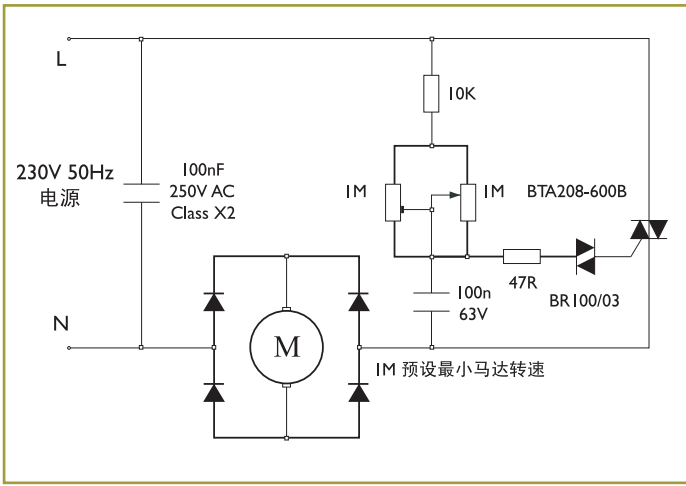 L
10K
230V 50Hz
电源
100nF
250V AC
Class X2
1M
1M
BTA208-600B
47R
BR100/03
100n
63V
N
M
1M 预设最小马达转速